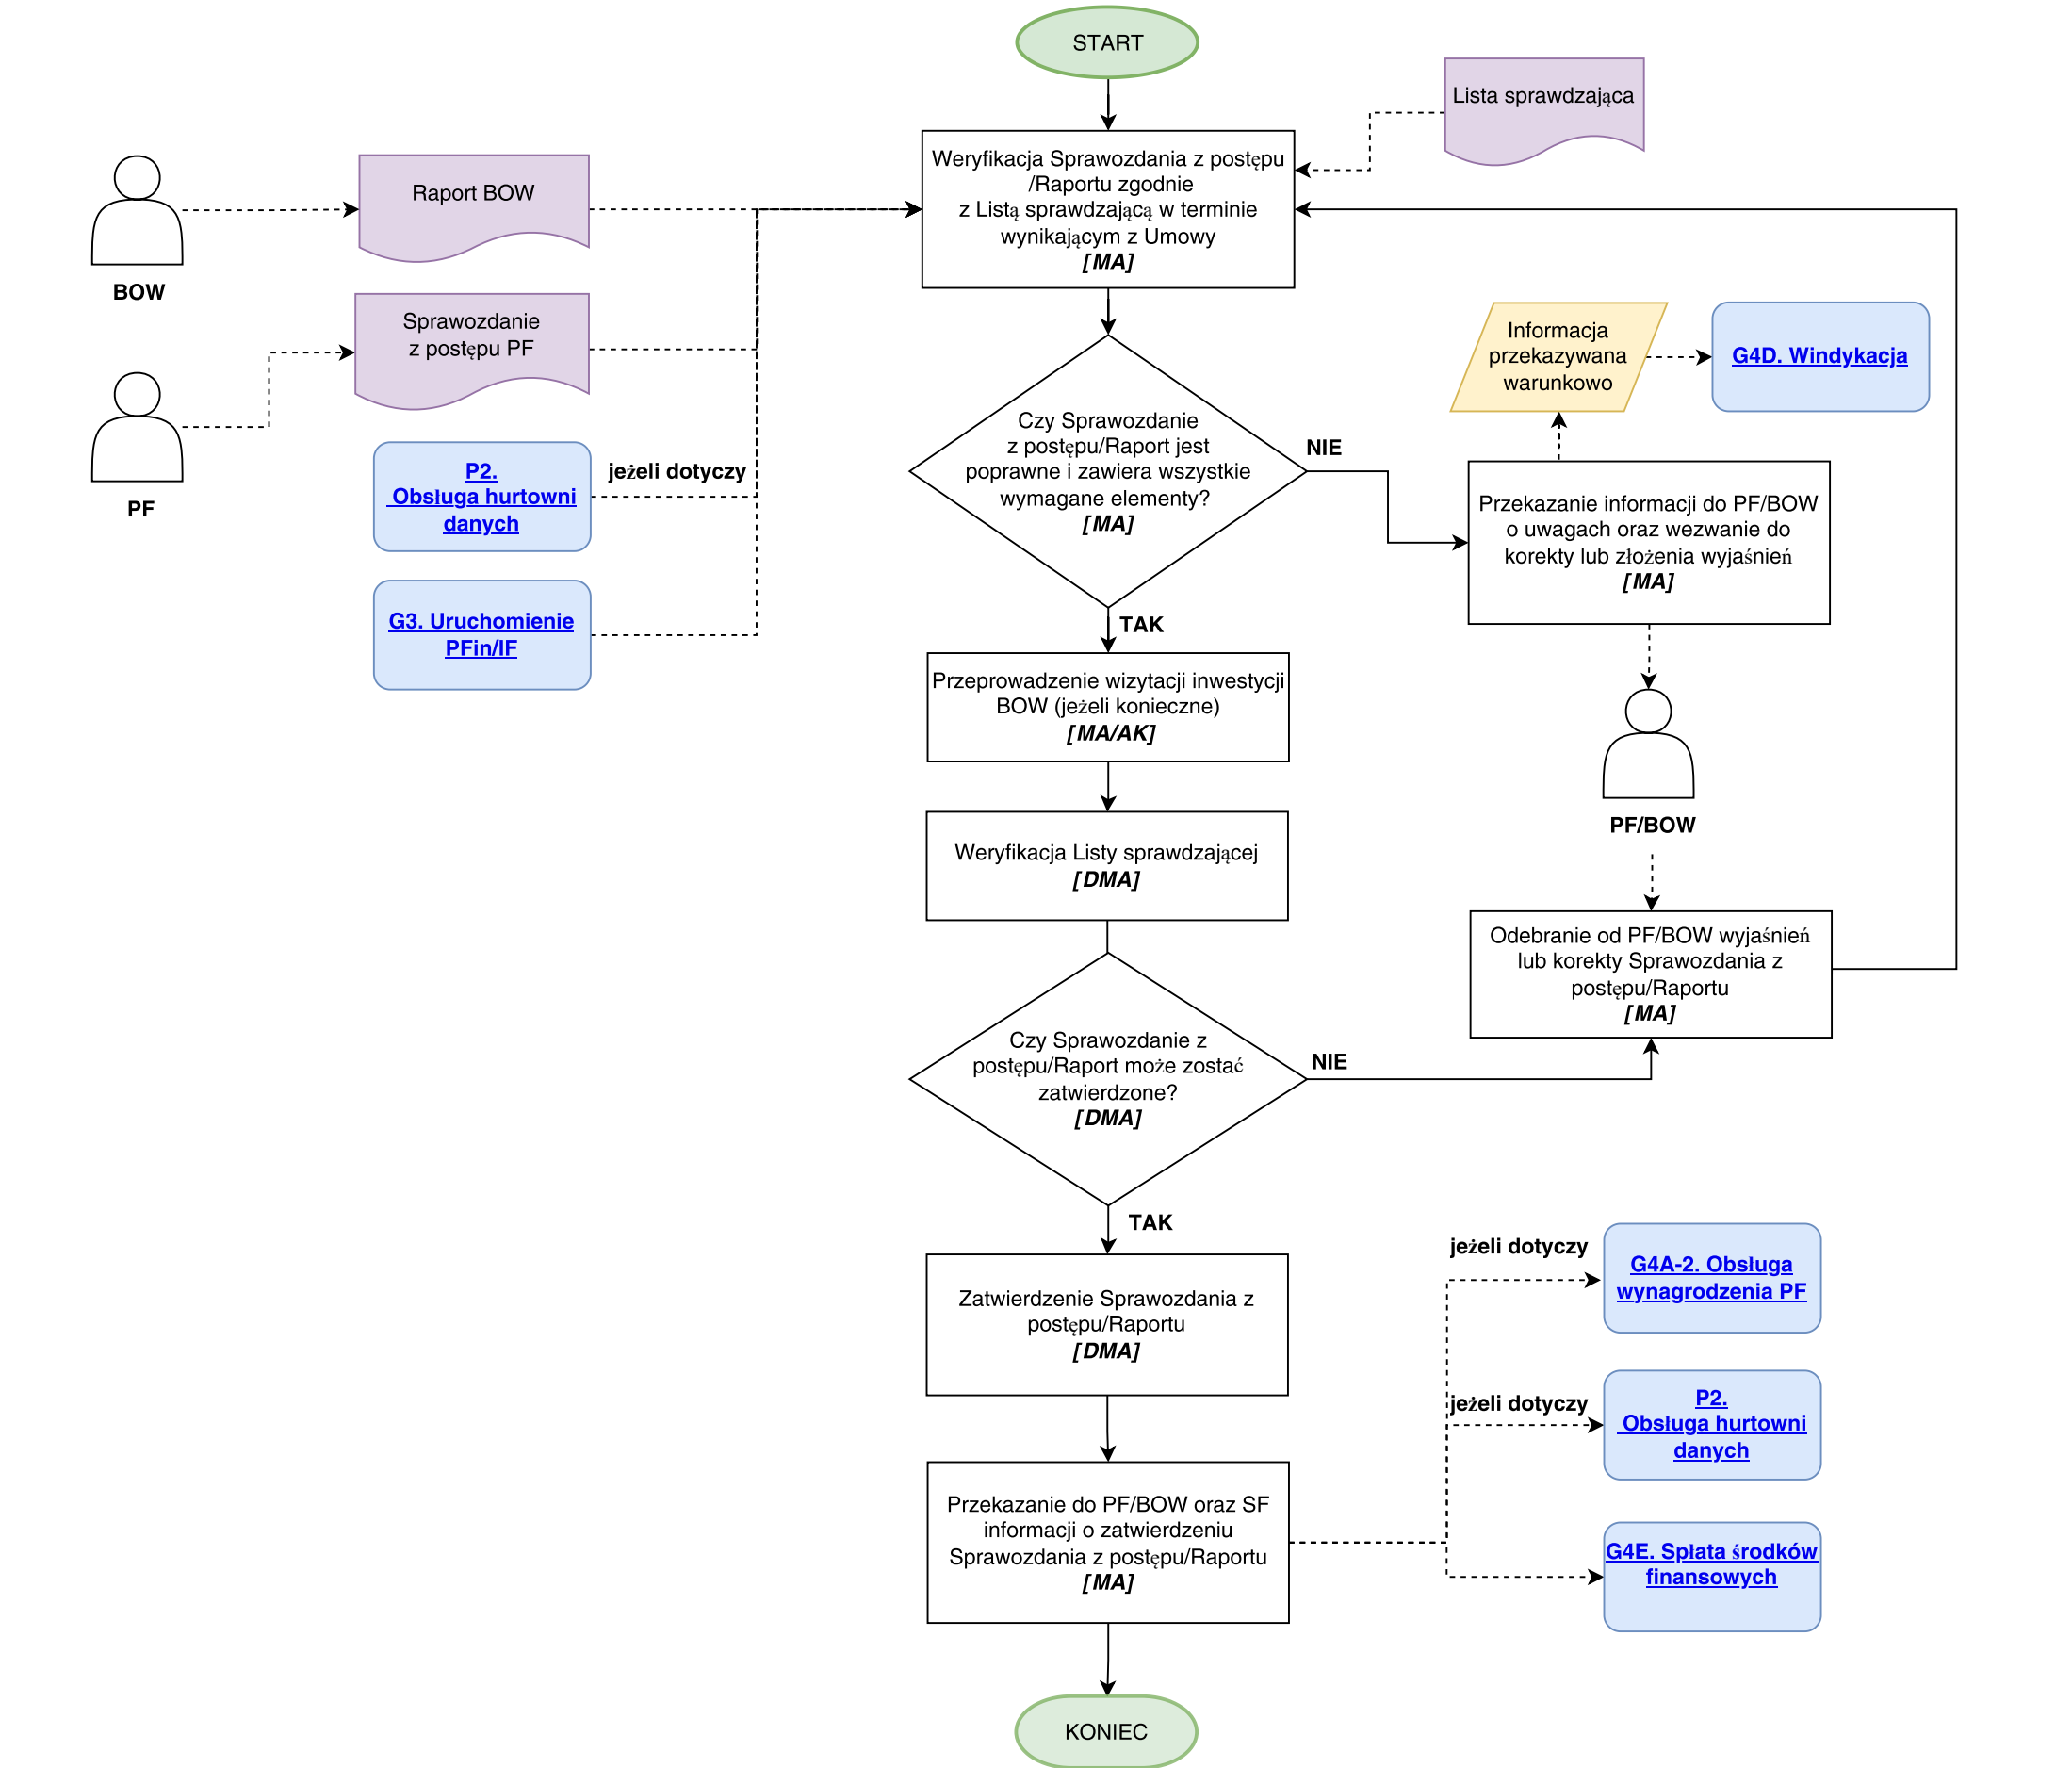 START
Lista sprawdzająca
Weryfikacja Sprawozdania z postępu
/Raportu zgodnie
z Listą sprawdzającą w terminie
wynikającym z Umowy
[MA]
Raport BOW
BOW
Sprawozdanie
z postępu PF
PF
P2.
Obsługa hurtowni
danych
jeżeli dotyczy
G3. Uruchomienie
PFin/IF
Informacja
przekazywana
warunkowo
G4D. Windykacja
Czy Sprawozdanie
z postępu/Raport jest
poprawne i zawiera wszystkie
wymagane elementy?
[MA]
NIE
Przekazanie informacji do PF/BOW
o uwagach oraz wezwanie do
korekty lub złożenia wyjaśnień
[MA]
TAK
Przeprowadzenie wizytacji inwestycji
BOW (jeżeli konieczne)
[MA/AK]
PF/BOW
Weryfikacja Listy sprawdzającej
[DMA]
Odebranie od PF/BOW wyjaśnień
lub korekty Sprawozdania z
postępu/Raportu
[MA]
Czy Sprawozdanie z
postępu/Raport może zostać
zatwierdzone?
[DMA]
NIE
TAK
Zatwierdzenie Sprawozdania z
postępu/Raportu
[DMA]
jeżeli dotyczy
G4A-2. Obsługa
wynagrodzenia PF
jeżeli dotyczy
P2.
Obsługa hurtowni
danych
Przekazanie do PF/BOW oraz SF
informacji o zatwierdzeniu
Sprawozdania z postępu/Raportu
[MA]
G4E. Spłata środków
finansowych
KONIEC